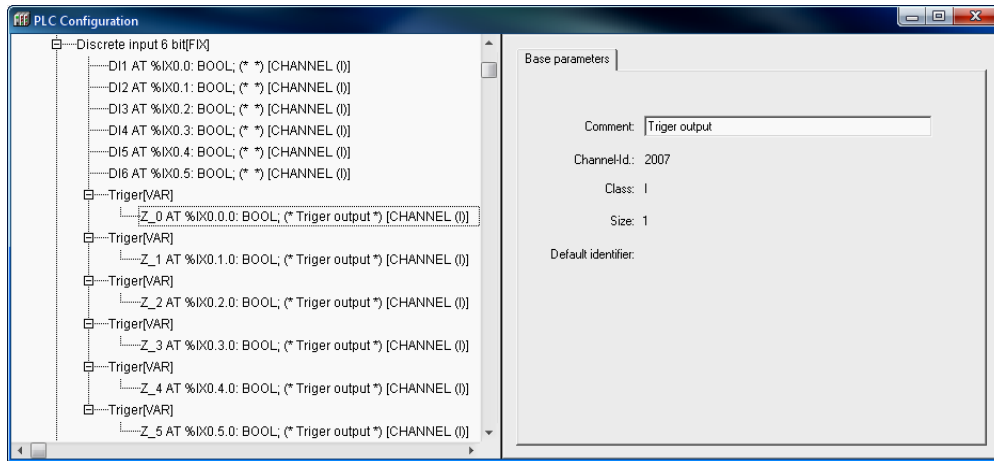 PLC Configuration
Discrete input 6 bit[FIX]
DI1 AT %IX0.0: BOOL; (* *) [CHANNEL (I)]
DI2 AT %IX0.1: BOOL; (* *) [CHANNEL (I)]
DI3 AT %IX0.2: BOOL; (* *) [CHANNEL (I)]
DI4 AT %IX0.3: BOOL; (* *) [CHANNEL (I)]
DI5 AT %IX0.4: BOOL; (* *) [CHANNEL (I)]
DI6 AT %IX0.5: BOOL; (* *) [CHANNEL (I)]
Triger[VAR]
Z_0 AT %IX0.0.0: BOOL; (* Triger output *) [CHANNEL (I)]
Triger[VAR]
Z_1 AT %IX0.1.0: BOOL; (* Triger output *) [CHANNEL (I)]
Triger[VAR]
Z_2 AT %IX0.2.0: BOOL; (* Triger output *) [CHANNEL (I)]
Triger[VAR]
Z_3 AT %IX0.3.0: BOOL; (* Triger output *) [CHANNEL (I)]
Triger[VAR]
Z_4 AT %IX0.4.0: BOOL; (* Triger output *) [CHANNEL (I)]
Triger[VAR]
Z_5 AT %IX0.5.0: BOOL; (* Triger output *) [CHANNEL (I)]
Base parameters
Comment: Triger output
Channel-Id.: 2007
Class: I
Size: 1
Default identifier: